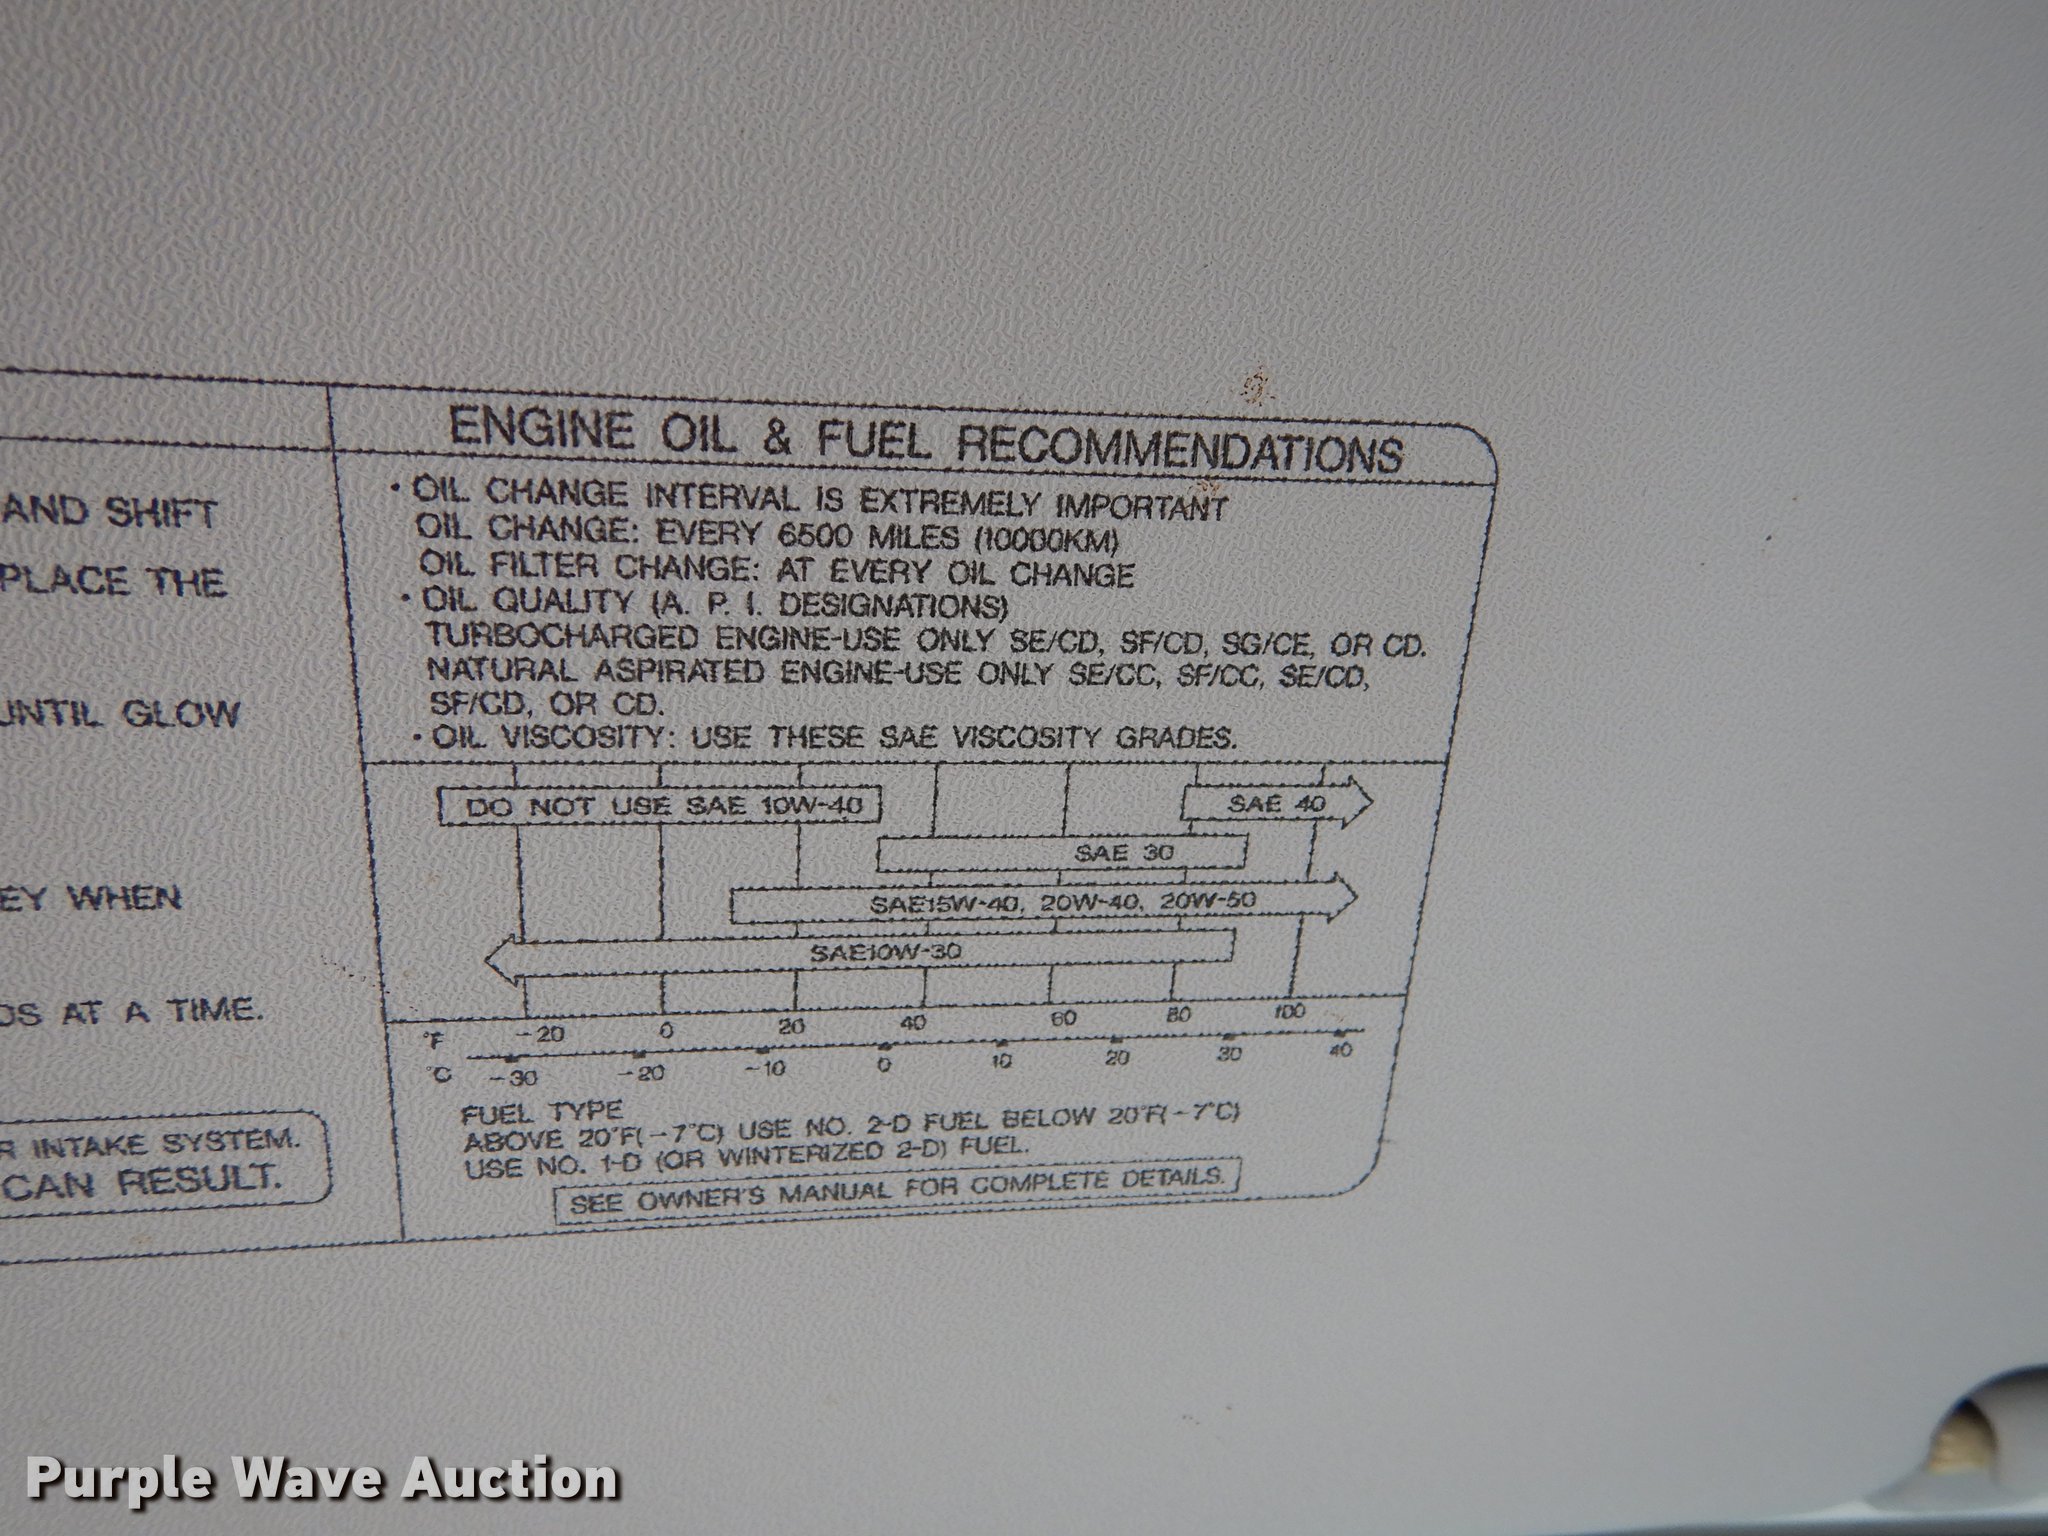 AND SHIFT
PLACE THE
UNTIL GLOW
EY WHEN
DS AT A TIME.
R INTAKE SYSTEM.
CAN RESULT.
ENGINE OIL & FUEL RECOMMENDATIONS
• OIL CHANGE INTERVAL IS EXTREMELY IMPORTANT
OIL CHANGE: EVERY 6500 MILES (10000KM)
OIL FILTER CHANGE: AT EVERY OIL CHANGE
• OIL QUALITY (A. P. I. DESIGNATIONS)
TURBOCHARGED ENGINE-USE ONLY SE/CD, SF/CD, SG/CE, OR CD.
NATURAL ASPIRATED ENGINE-USE ONLY SE/CC, SF/CC, SE/CD,
SF/CD, OR CD.
• OIL VISCOSITY: USE THESE SAE VISCOSITY GRADES.
DO NOT USE SAE 10W-40
SAE 40
SAE 30
SAE15W-40, 20W-40, 20W-50
SAE10W-30
°F -20 0 20 40 60 80 100
°C -30 -20 -10 0 10 20 30 40
FUEL TYPE
ABOVE 20°F(-7°C) USE NO. 2-D FUEL BELOW 20°F(-7°C)
USE NO. 1-D (OR WINTERIZED 2-D) FUEL.
SEE OWNER'S MANUAL FOR COMPLETE DETAILS.
Purple Wave Auction